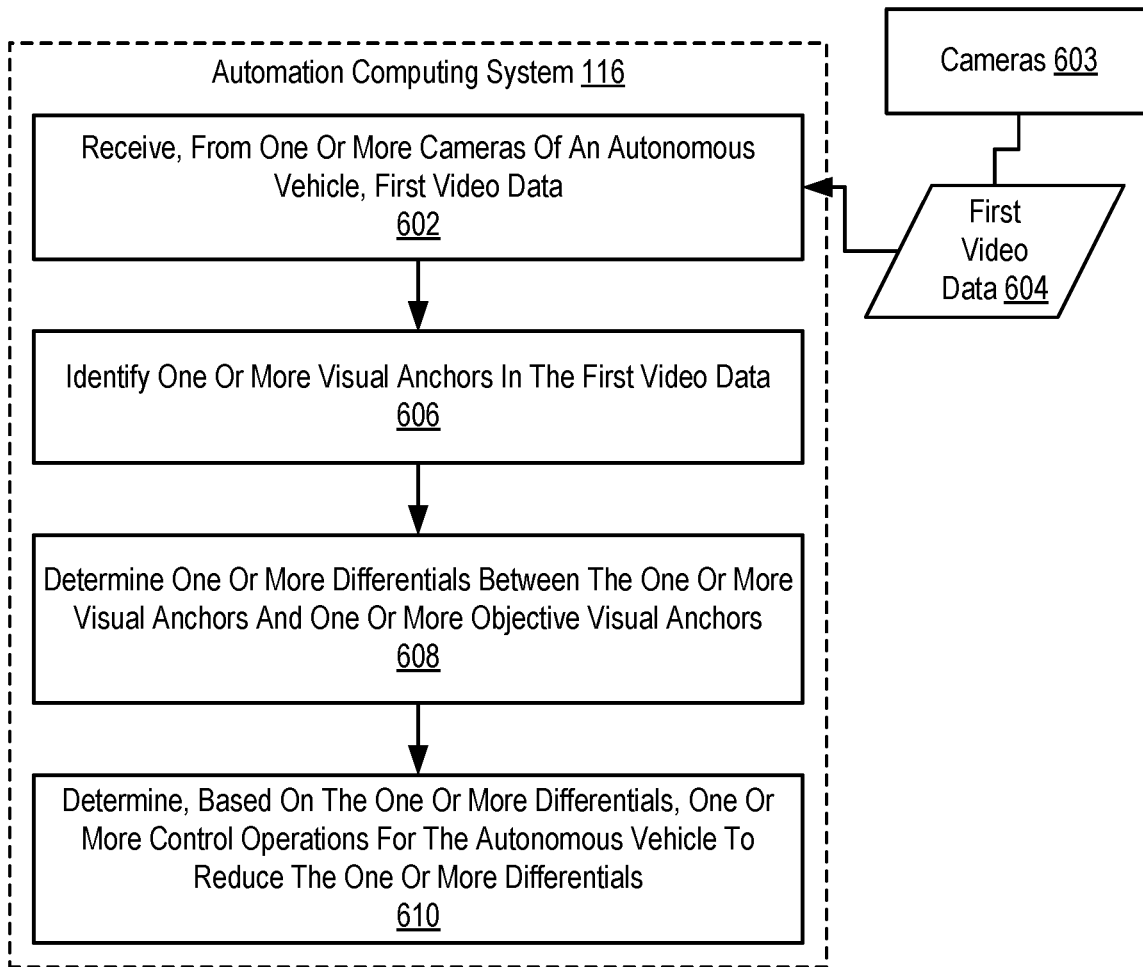 Automation Computing System 116
Receive, From One Or More Cameras Of An Autonomous
Vehicle, First Video Data
602
Identify One Or More Visual Anchors In The First Video Data
606
Determine One Or More Differentials Between The One Or More
Visual Anchors And One Or More Objective Visual Anchors
608
Determine, Based On The One Or More Differentials, One Or
More Control Operations For The Autonomous Vehicle To
Reduce The One Or More Differentials
610
Cameras 603
First
Video
Data 604